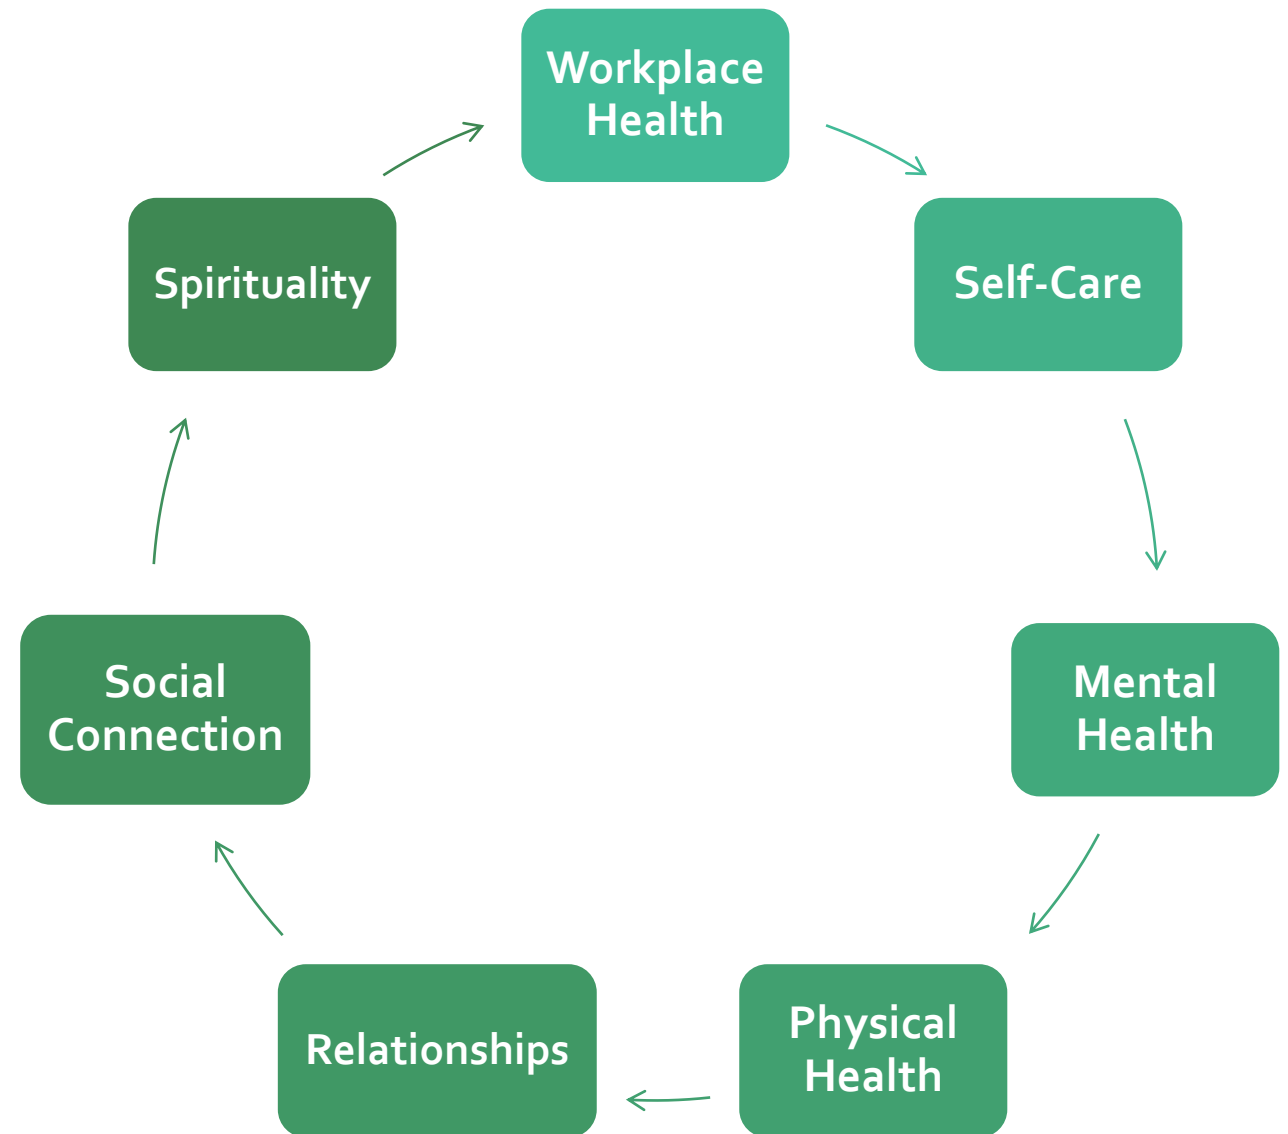 Workplace
Health
Self-Care
Mental
Health
Physical
Health
Relationships
Social
Connection
Spirituality